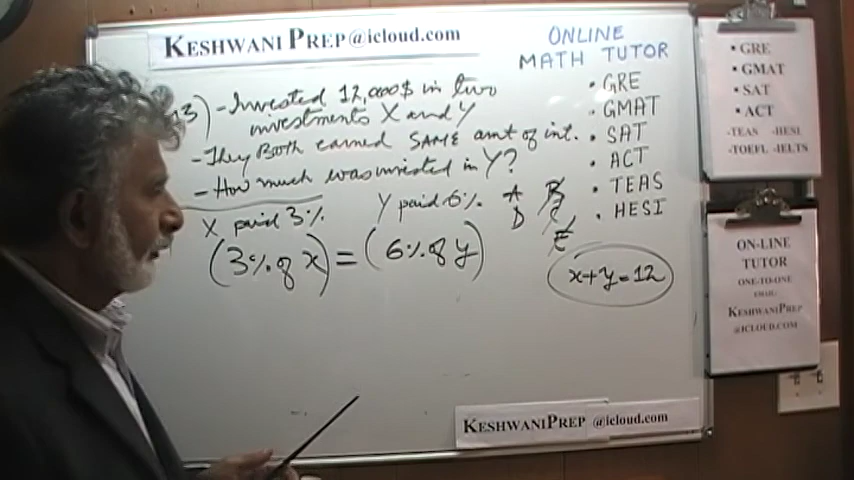 KESHWANI PREP@icloud.com
ONLINE
MATH TUTOR
• GRE
• GMAT
• SAT
• ACT
• TEAS
• HESI
13) -Invested 12,000$ in two
investments X and Y
-They Both earned SAME amt of int.
-How much was invested in Y?
X paid 3%
Y paid 6%
A B
D C
E
(3% of x) = (6% of y)
x+y=12
• GRE
• GMAT
• SAT
• ACT
-TEAS -HESI
-TOEFL -IELTS
ON-LINE
TUTOR
ONE-TO-ONE
EMAIL-
KESHWANIPREP
@ICLOUD.COM
KESHWANIPREP @icloud.com